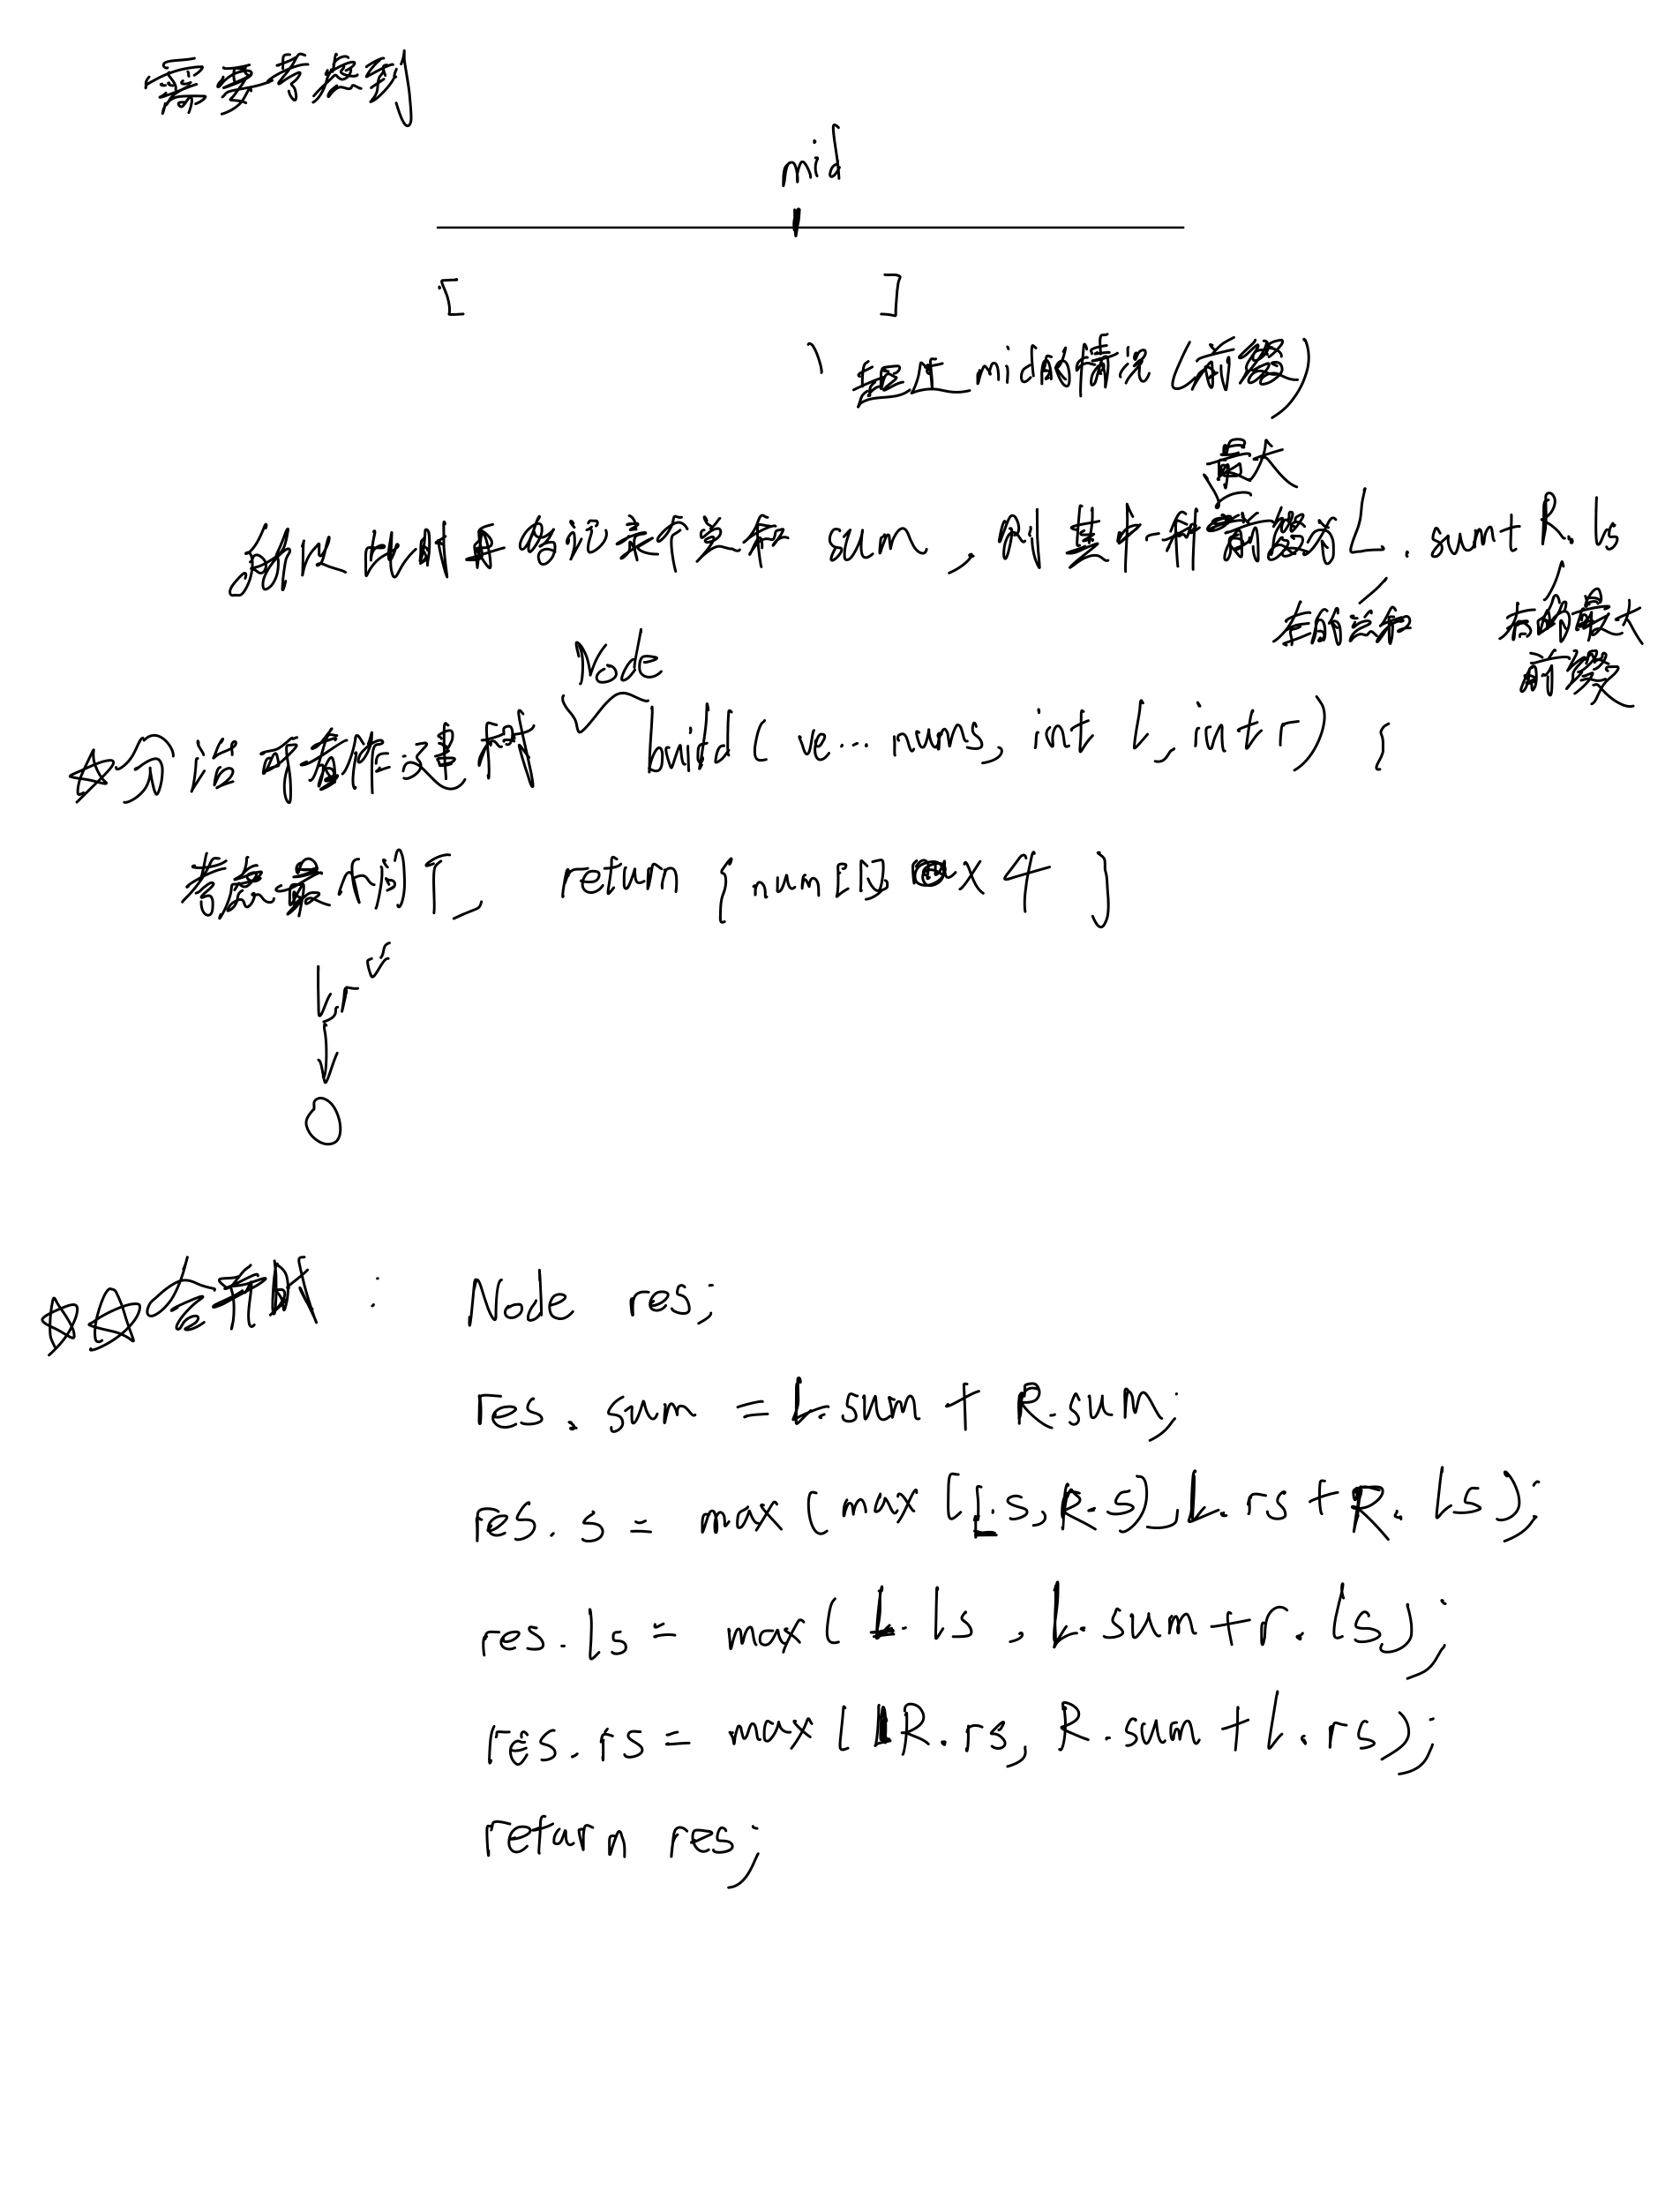 需要考虑到
mid
[ ]
超过mid的情况(前缀)
最大
所以此时再需记录个总和 sum,则其中一种前缀为L.sum+R.ls
左的总和 右的最大
前缀
Node
☆分治可看作建树 buid( ve... nums, int l, int r) {
考虑最小问T, return {num[l] x 4 }
l,r
☆☆合并时: Node res;
res.sum = L.sum + R.sum;
res.s = max(max(L.s,R.s),L.rs+R.ls);
res.ls = max(L.ls, L.sum+r.ls);
res.rs = max(R.rs, R.sum+l.rs);
return res;